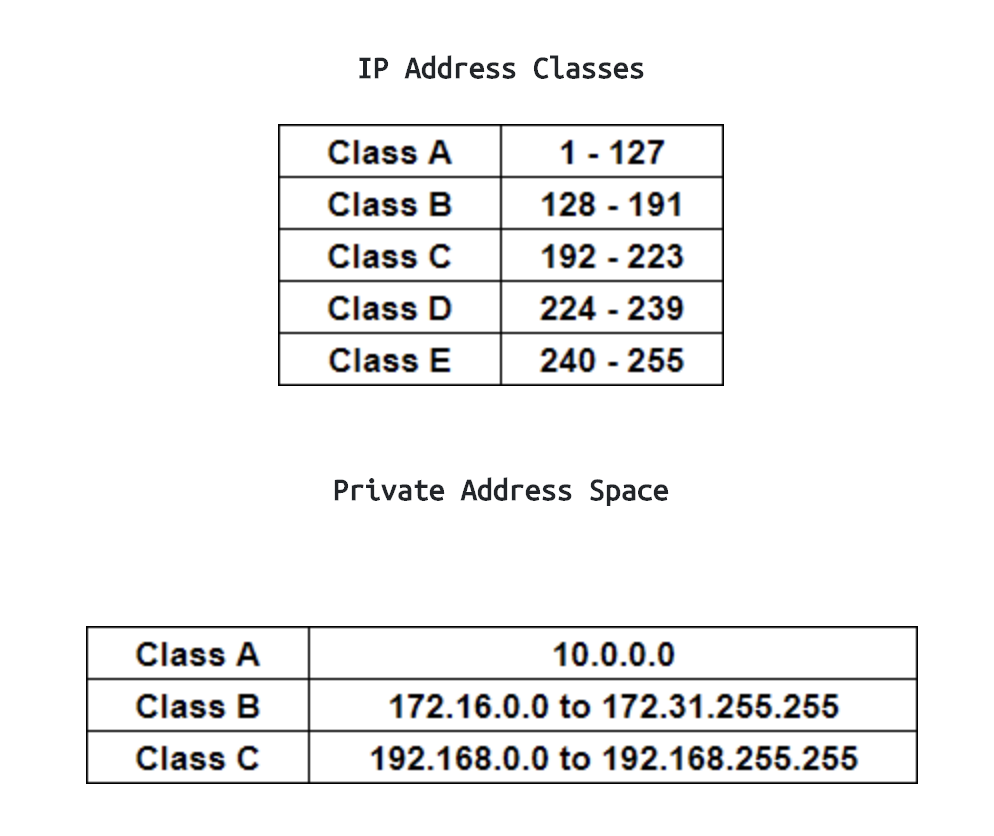 IP Address Classes
Class A 1 - 127
Class B 128 - 191
Class C 192 - 223
Class D 224 - 239
Class E 240 - 255
Private Address Space
Class A 10.0.0.0
Class B 172.16.0.0 to 172.31.255.255
Class C 192.168.0.0 to 192.168.255.255